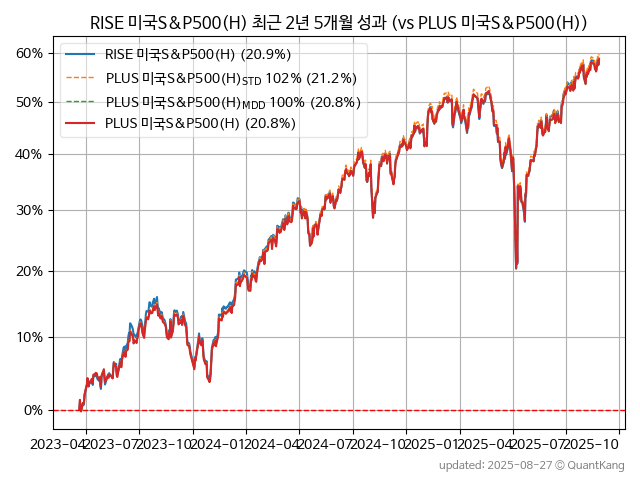 RISE 미국S&P500(H) 최근 2년 5개월 성과 (vs PLUS 미국S&P500(H))
RISE 미국S&P500(H) (20.9%)
PLUS 미국S&P500(H)STD 102% (21.2%)
PLUS 미국S&P500(H)MDD 100% (20.8%)
PLUS 미국S&P500(H) (20.8%)
60%
50%
40%
30%
20%
10%
0%
2023-04 2023-07 2023-10 2024-01 2024-04 2024-07 2024-10 2025-01 2025-04 2025-07 2025-10
updated: 2025-08-27 © QuantKang